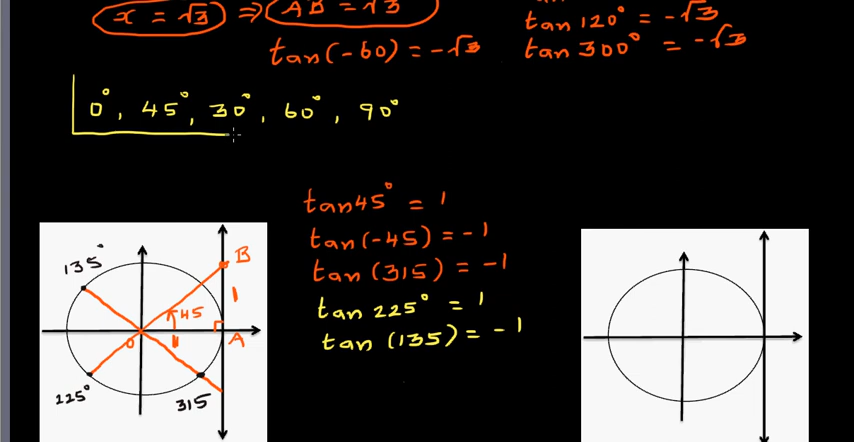 x = √3 ⇒ AB = √3
tan(-60) = -√3
tan 120° = -√3
tan 300° = -√3
0°, 45°, 30°, 60°, 90°
tan45° = 1
tan(-45) = -1
tan(315) = -1
tan 225° = 1
tan (135) = -1
135°
B
1
45
O
1
A
225°
315